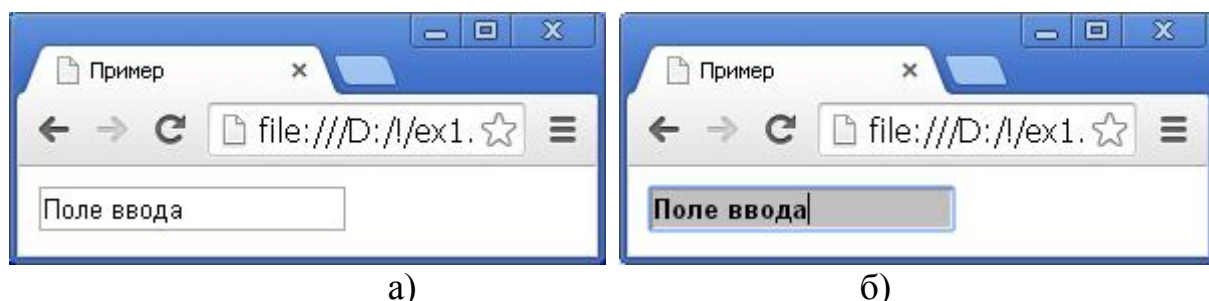 Пример
file:///D:/!/ex1.
Поле ввода
а)
Пример
file:///D:/!/ex1.
Поле ввода
б)